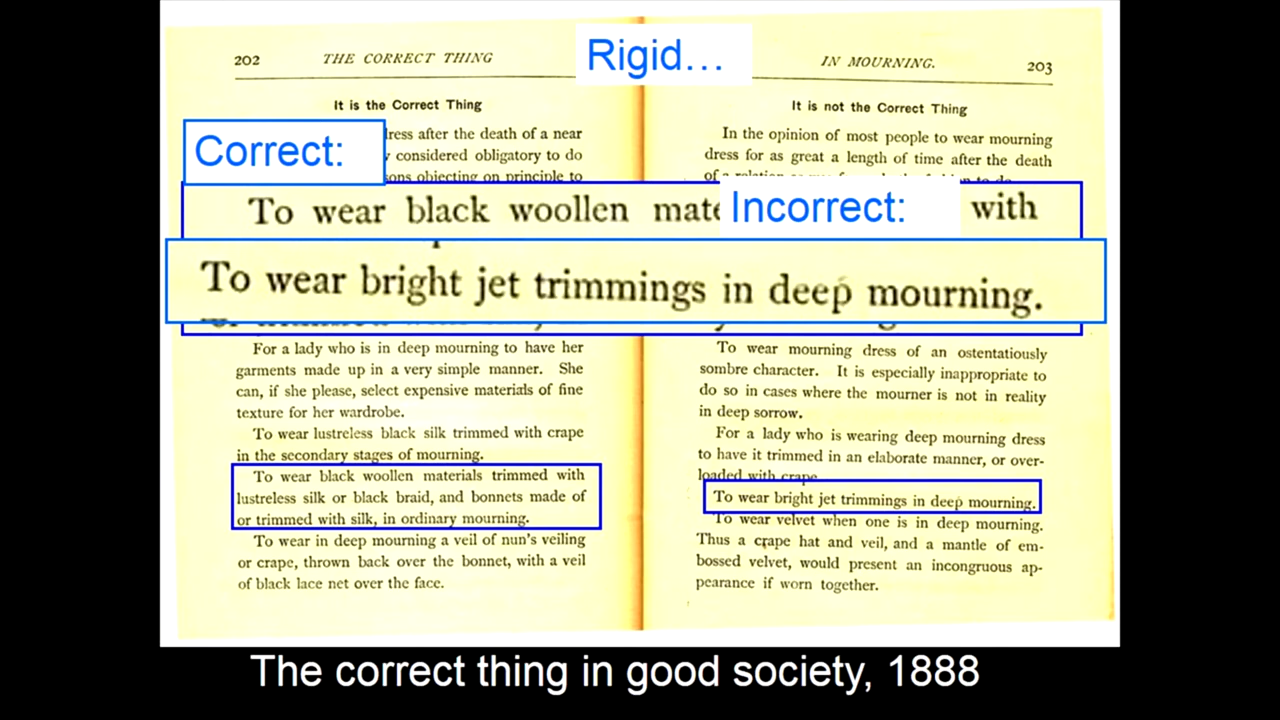 Rigid…
202 THE CORRECT THING
It is the Correct Thing
Correct:
dress after the death of a near
considered obligatory to do
objecting on principle to
To wear black woollen
To wear bright jet trimmings in deep mourning.
For a lady who is in deep mourning to have her
garments made up in a very simple manner. She
can, if she please, select expensive materials of fine
texture for her wardrobe.
To wear lustreless black silk trimmed with crape
in the secondary stages of mourning.
To wear black woollen materials trimmed with
lustreless silk or black braid, and bonnets made of
or trimmed with silk, in ordinary mourning.
To wear in deep mourning a veil of nun's veiling
or crape, thrown back over the bonnet, with a veil
of black lace net over the face.
IN MOURNING. 203
It is not the Correct Thing
In the opinion of most people to wear mourning
dress for as great a length of time after the death
of a relation
Incorrect:
with
To wear mourning dress of an ostentatiously
sombre character. It is especially inappropriate to
do so in cases where the mourner is not in reality
in deep sorrow.
For a lady who is wearing deep mourning dress
to have it trimmed in an elaborate manner, or over-
loaded with crape.
To wear bright jet trimmings in deep mourning.
To wear velvet when one is in deep mourning.
Thus a crape hat and veil, and a mantle of em-
bossed velvet, would present an incongruous ap-
pearance if worn together.
The correct thing in good society, 1888